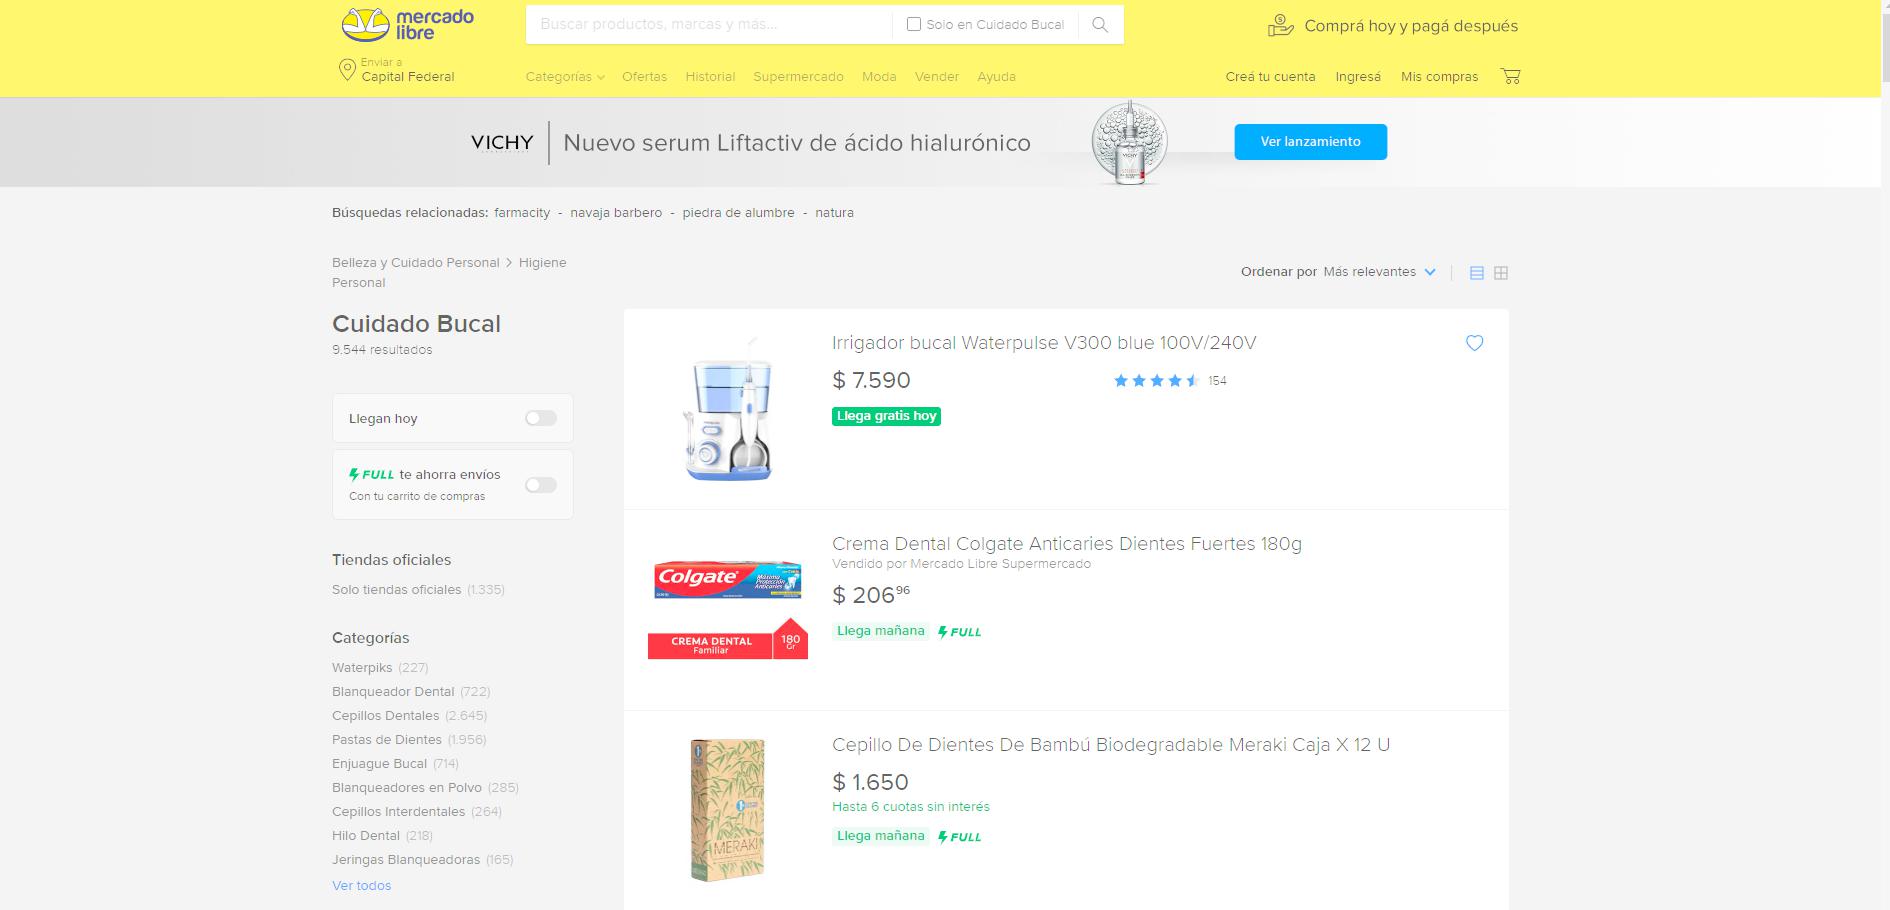 mercado
libre
Buscar productos, marcas y más...
Solo en Cuidado Bucal
Comprá hoy y pagá después
Enviar a
Capital Federal
Categorías Ofertas Historial Supermercado Moda Vender Ayuda
Creá tu cuenta Ingresá Mis compras
VICHY Nuevo serum Liftactiv de ácido hialurónico
VICHY
Ver lanzamiento
Búsquedas relacionadas: farmacity - navaja barbero - piedra de alumbre - natura
Belleza y Cuidado Personal > Higiene
Personal
Ordenar por Más relevantes
Cuidado Bucal
9.544 resultados
Llegan hoy
FULL te ahorra envíos
Con tu carrito de compras
Tiendas oficiales
Solo tiendas oficiales (1.335)
Categorías
Waterpiks (227)
Blanqueador Dental (722)
Cepillos Dentales (2.645)
Pastas de Dientes (1.956)
Enjuague Bucal (714)
Blanqueadores en Polvo (285)
Cepillos Interdentales (264)
Hilo Dental (218)
Jeringas Blanqueadoras (165)
Ver todos
Irrigador bucal Waterpulse V300 blue 100V/240V
$ 7.590
154
Llega gratis hoy
Colgate
Máxima
Protección
Anticaries
CREMA DENTAL
Familiar
180
Gr
Crema Dental Colgate Anticaries Dientes Fuertes 180g
Vendido por Mercado Libre Supermercado
$ 206 96
Llega mañana FULL
MERAKI
Cepillo De Dientes De Bambú Biodegradable Meraki Caja X 12 U
$ 1.650
Hasta 6 cuotas sin interés
Llega mañana FULL